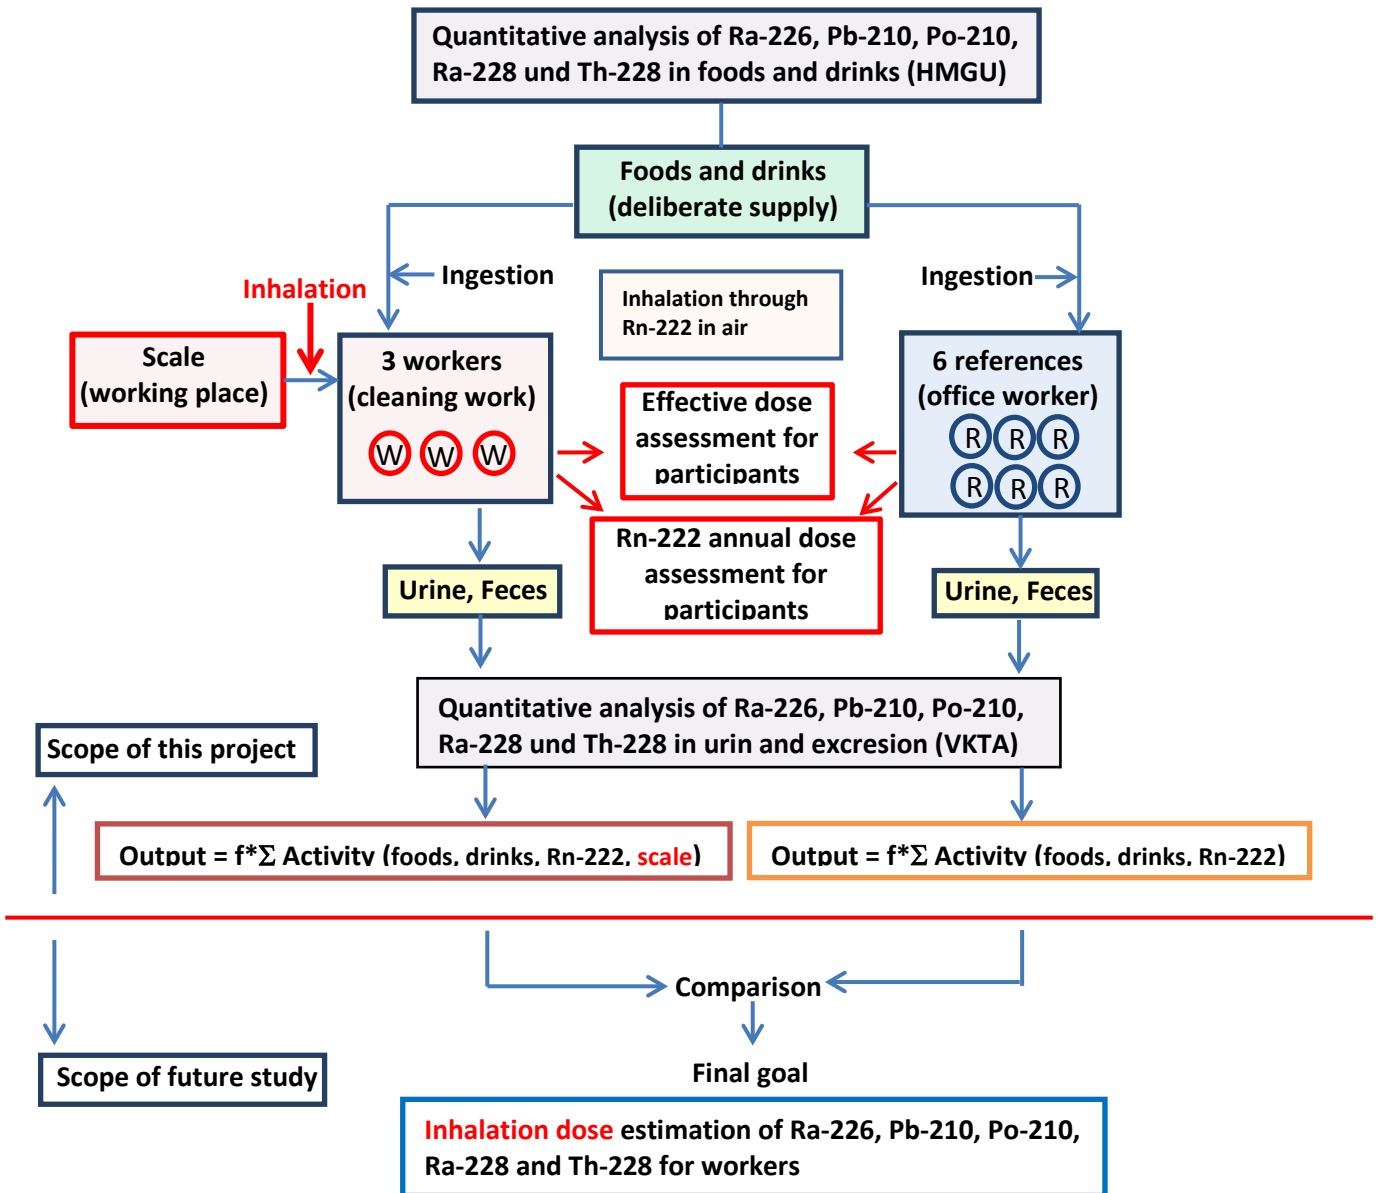 Quantitative analysis of Ra-226, Pb-210, Po-210,
Ra-228 und Th-228 in foods and drinks (HMGU)
Foods and drinks
(deliberate supply)
Ingestion
Ingestion
Inhalation
Inhalation through
Rn-222 in air
Scale
(working place)
3 workers
(cleaning work)
W W W
6 references
(office worker)
R R R
R R R
Effective dose
assessment for
participants
Rn-222 annual dose
assessment for
participants
Urine, Feces
Urine, Feces
Quantitative analysis of Ra-226, Pb-210, Po-210,
Ra-228 und Th-228 in urin and excresion (VKTA)
Scope of this project
Output = f*Σ Activity (foods, drinks, Rn-222, scale)
Output = f*Σ Activity (foods, drinks, Rn-222)
Comparison
Scope of future study
Final goal
Inhalation dose estimation of Ra-226, Pb-210, Po-210,
Ra-228 and Th-228 for workers